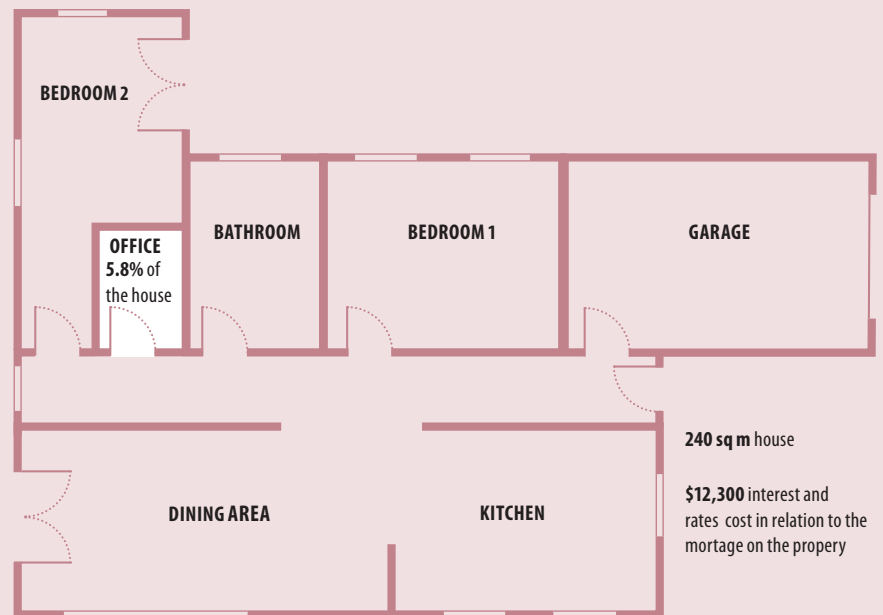 BEDROOM 2
BATHROOM
BEDROOM 1
GARAGE
OFFICE
5.8% of
the house
240 sq m house
$12,300 interest and
rates cost in relation to the
mortage on the propery
DINING AREA
KITCHEN